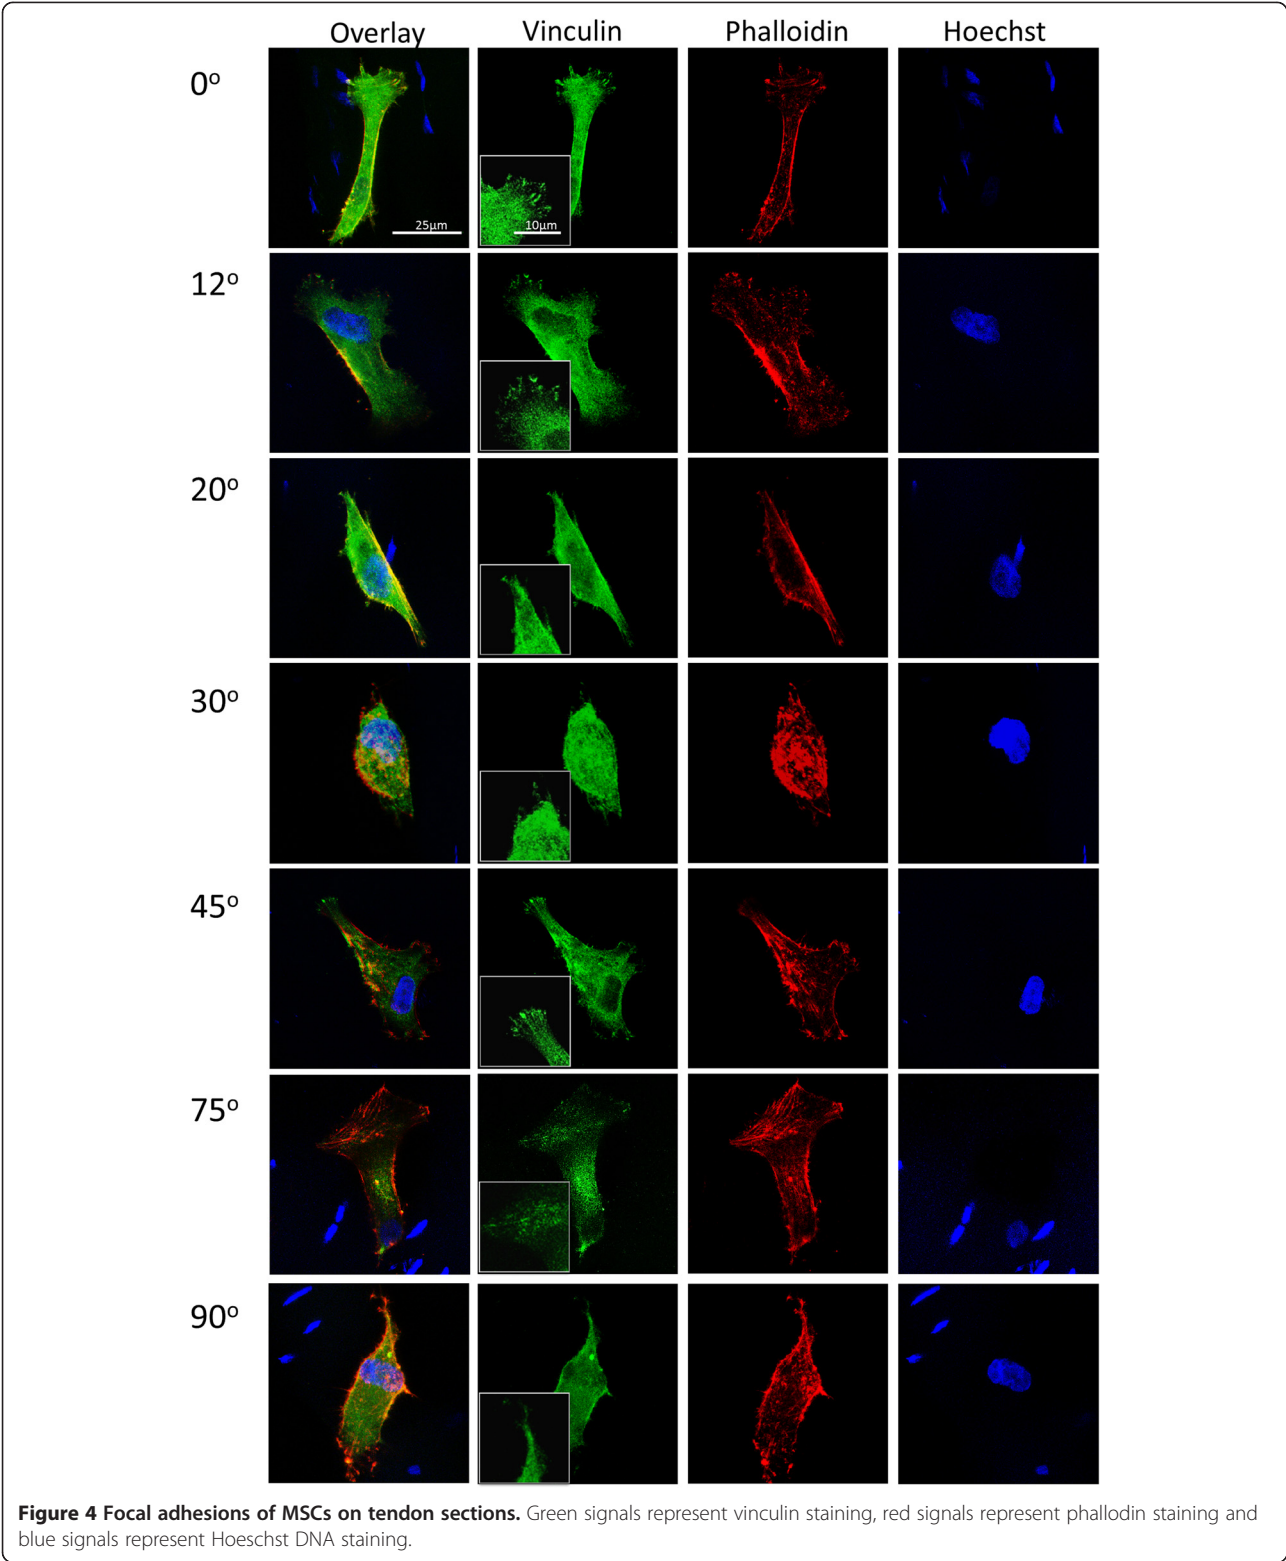 Overlay Vinculin Phalloidin Hoechst
0º
25µm 10µm
12º
20º
30º
45º
75º
90º
Figure 4 Focal adhesions of MSCs on tendon sections. Green signals represent vinculin staining, red signals represent phallodin staining and
blue signals represent Hoeschst DNA staining.